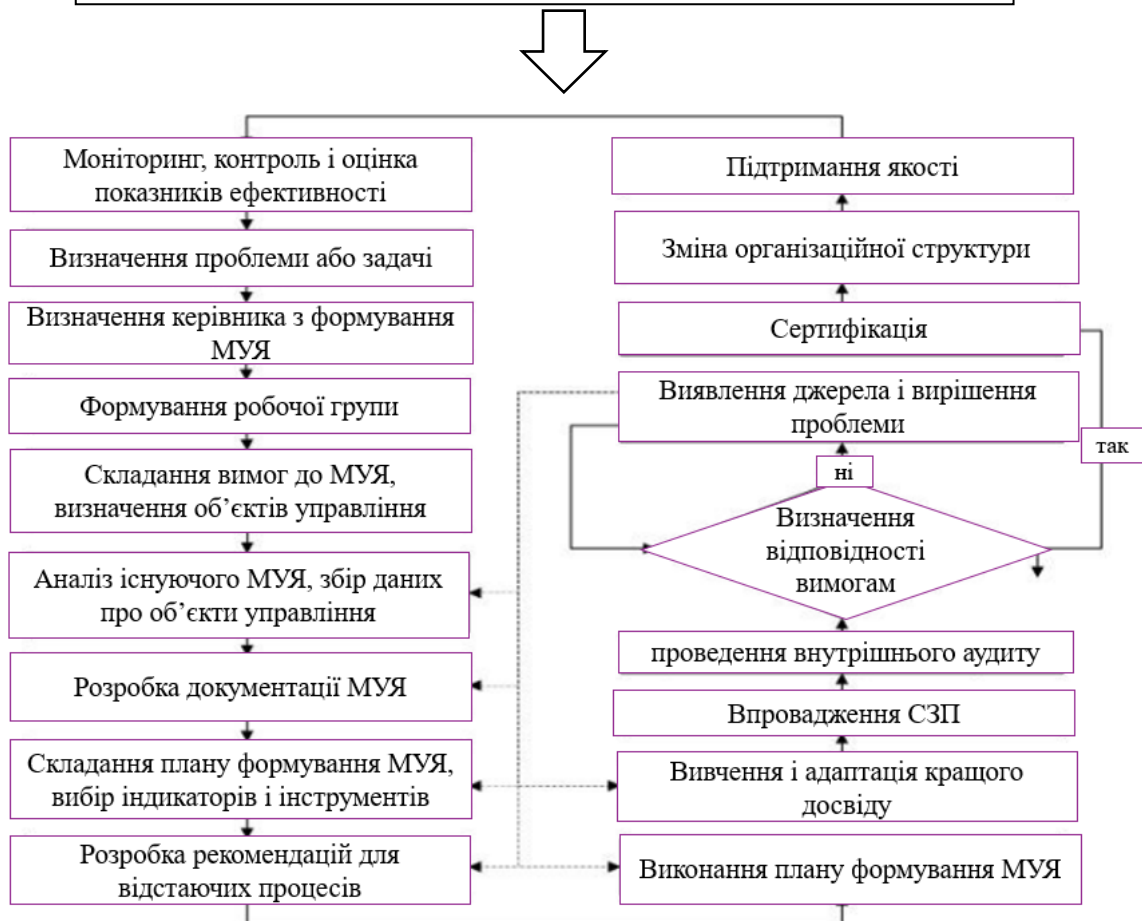 Моніторинг, контроль і оцінка
показників ефективності
Визначення проблеми або задачі
Визначення керівника з формування
МУЯ
Формування робочої групи
Складання вимог до МУЯ,
визначення об’єктів управління
Аналіз існуючого МУЯ, збір даних
про об’єкти управління
Розробка документації МУЯ
Складання плану формування МУЯ,
вибір індикаторів і інструментів
Розробка рекомендацій для
відстаючих процесів
Підтримання якості
Зміна організаційної структури
Сертифікація
Виявлення джерела і вирішення
проблеми
так
ні
Визначення
відповідності
вимогам
проведення внутрішнього аудиту
Впровадження СЗП
Вивчення і адаптація кращого
досвіду
Виконання плану формування МУЯ